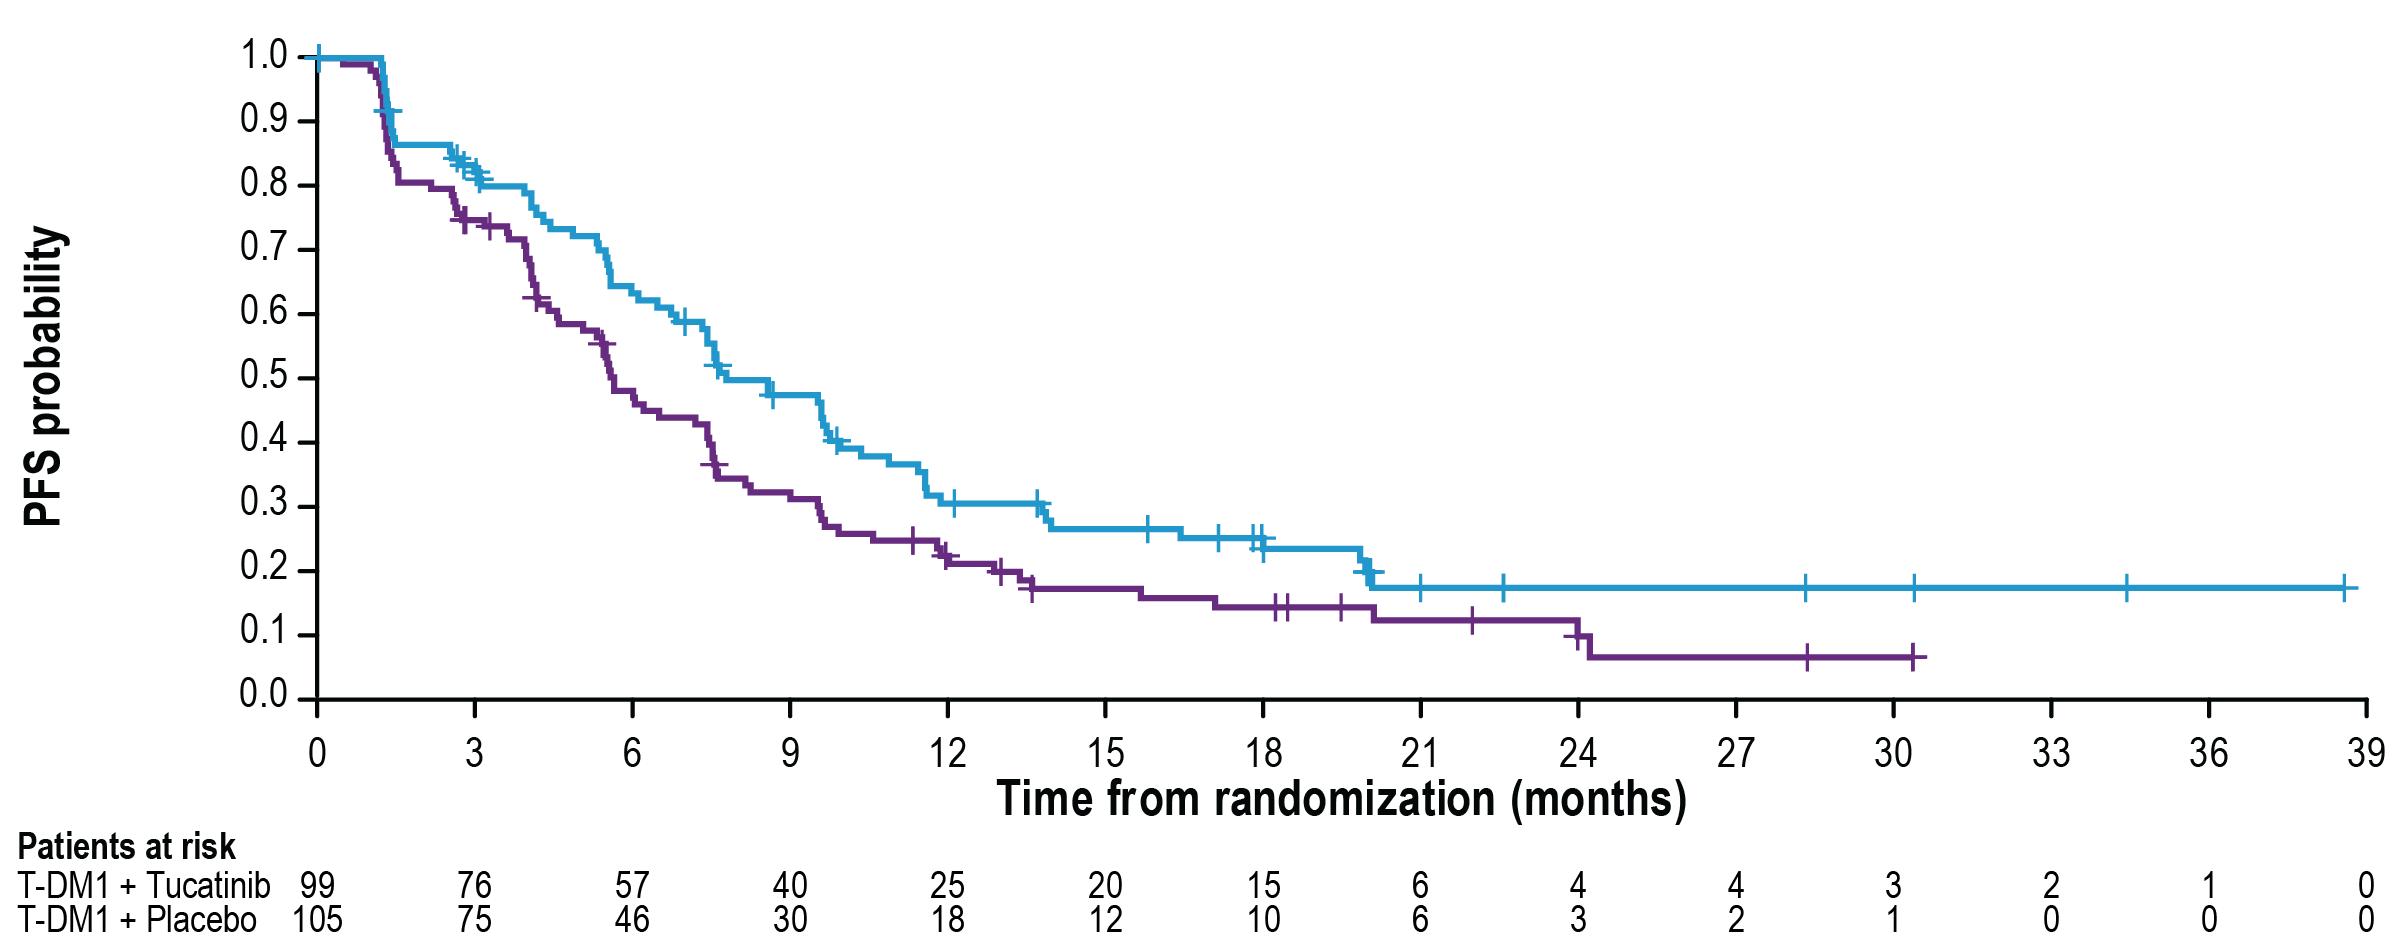 PFS probability
1.0
0.9
0.8
0.7
0.6
0.5
0.4
0.3
0.2
0.1
0.0
0 3 6 9 12 15 18 21 24 27 30 33 36 39
Time from randomization (months)
Patients at risk
T-DM1 + Tucatinib 99 76 57 40 25 20 15 6 4 4 3 2 1 0
T-DM1 + Placebo 105 75 46 30 18 12 10 6 3 2 1 0 0 0